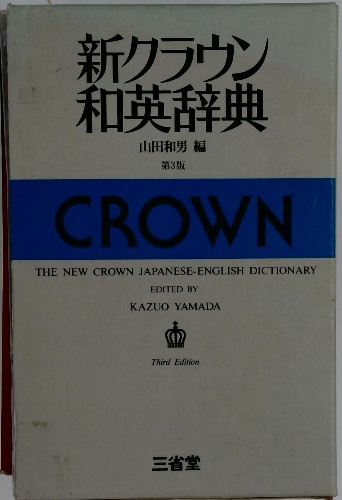 新クラウン
和英辞典
山田和男 編
第3版
CROWN
THE NEW CROWN JAPANESE-ENGLISH DICTIONARY
EDITED BY
KAZUO YAMADA
Third Edition
三省堂